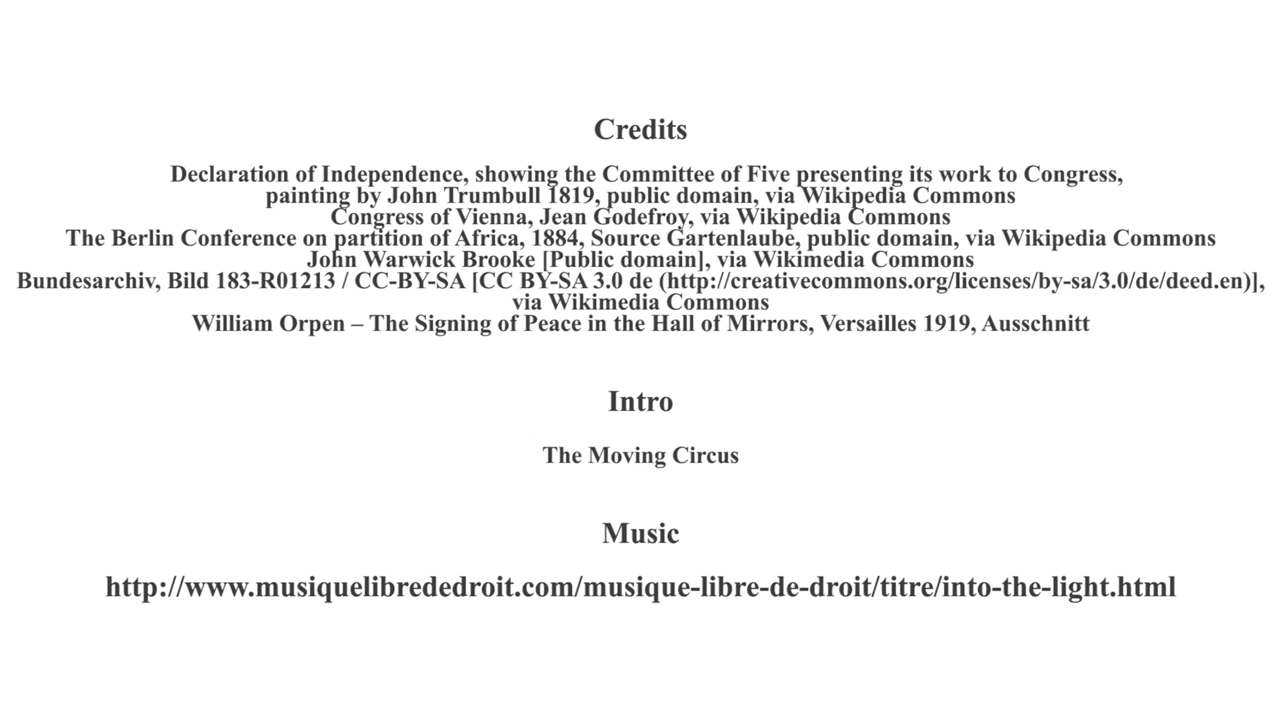 Credits
Declaration of Independence, showing the Committee of Five presenting its work to Congress,
painting by John Trumbull 1819, public domain, via Wikipedia Commons
Congress of Vienna, Jean Godefroy, via Wikipedia Commons
The Berlin Conference on partition of Africa, 1884, Source Gartenlaube, public domain, via Wikipedia Commons
John Warwick Brooke [Public domain], via Wikimedia Commons
Bundesarchiv, Bild 183-R01213 / CC-BY-SA [CC BY-SA 3.0 de (http://creativecommons.org/licenses/by-sa/3.0/de/deed.en)],
via Wikimedia Commons
William Orpen – The Signing of Peace in the Hall of Mirrors, Versailles 1919, Ausschnitt
Intro
The Moving Circus
Music
http://www.musiquelibrededroit.com/musique-libre-de-droit/titre/into-the-light.html